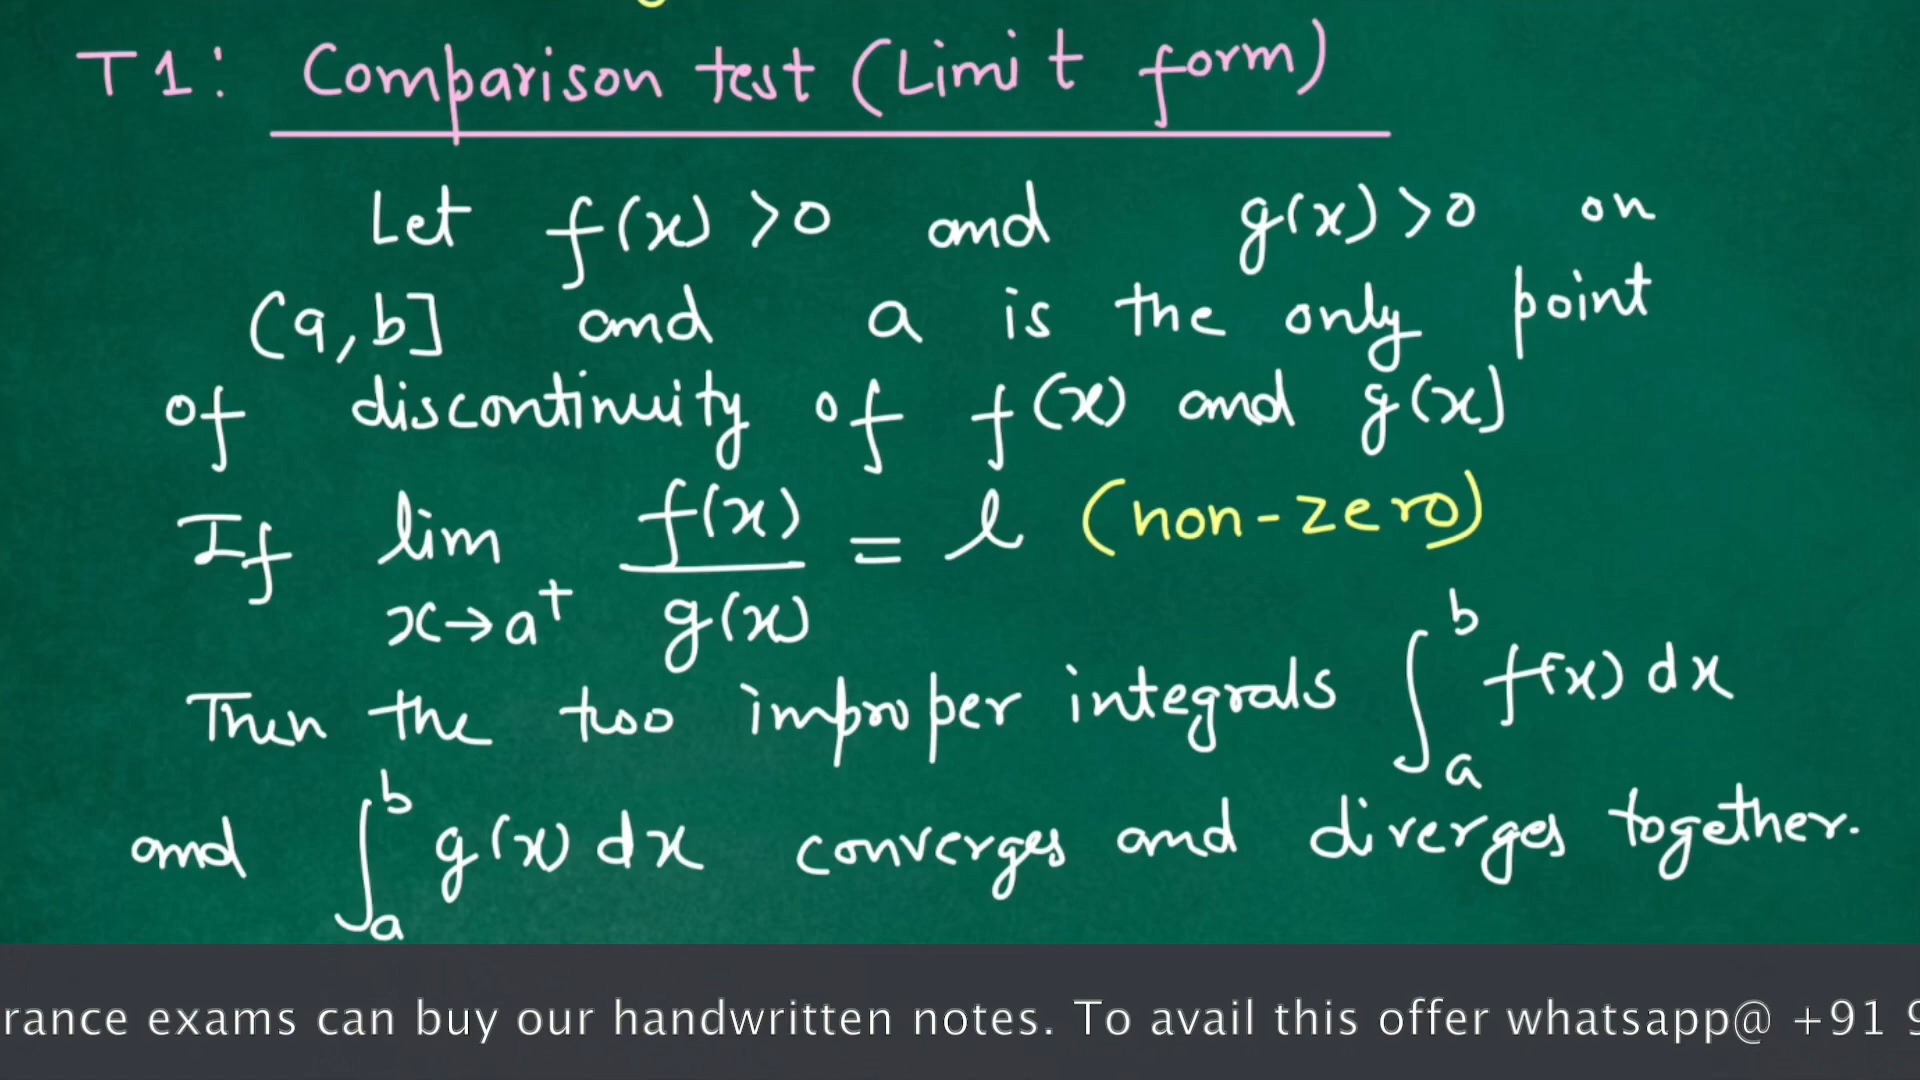 T1: Comparison test (Limit form)
Let f(x) >0 and g(x) >0 on
(a,b] and a is the only point
of discontinuity of f(x) and g(x)
If lim x→a⁺ f(x)/g(x) = l (non-zero)
Then the two improper integrals ∫_a^b f(x) dx
and ∫_a^b g(x) dx converges and diverges together.
rance exams can buy our handwritten notes. To avail this offer whatsapp@ +91 9